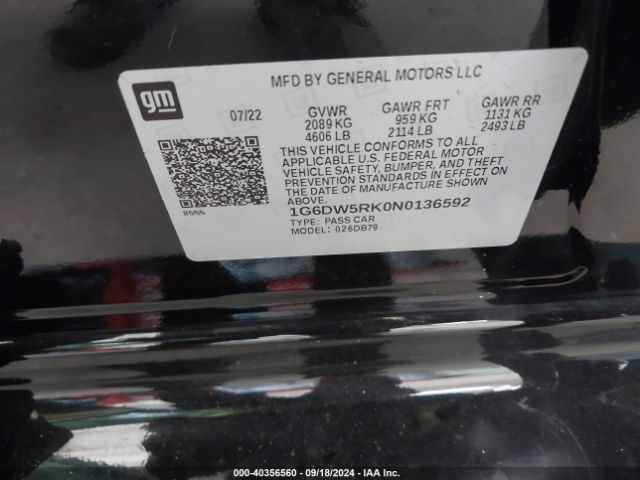 MFD BY GENERAL MOTORS LLC
gm
07/22
GVWR
2089 KG
4606 LB
GAWR FRT
959 KG
2114 LB
GAWR RR
1131 KG
2493 LB
THIS VEHICLE CONFORMS TO ALL
APPLICABLE U.S. FEDERAL MOTOR
VEHICLE SAFETY, BUMPER, AND THEFT
PREVENTION STANDARDS IN EFFECT ON
THE DATE OF MANUFACTURE SHOWN
ABOVE.
8555
1G6DW5RK0N0136592
TYPE: PASS CAR
MODEL: 026DB79
000-40356560 - 09/18/2024 - IAA Inc.